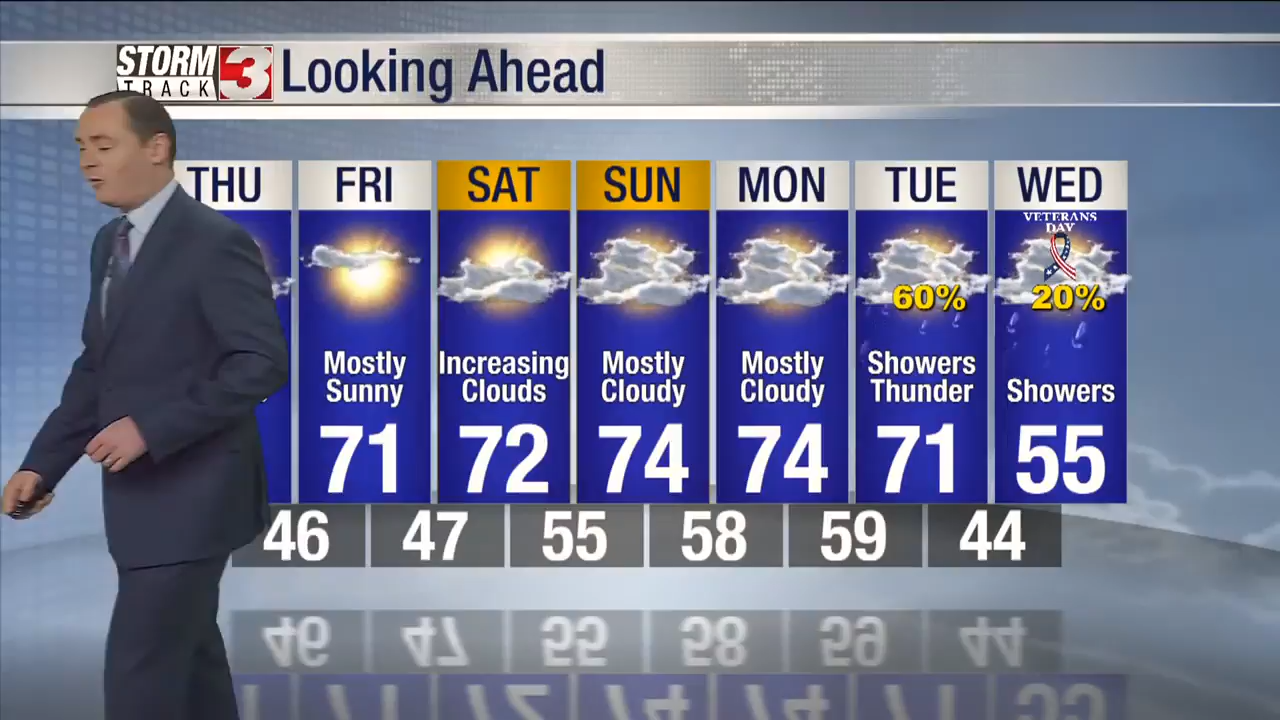 STORM
TRACK 3
Looking Ahead
THU
FRI
SAT
SUN
MON
TUE
WED
VETERANS
DAY
60%
20%
Mostly
Sunny
Increasing
Clouds
Mostly
Cloudy
Mostly
Cloudy
Showers
Thunder
Showers
71
72
74
74
71
55
46
47
55
58
59
44